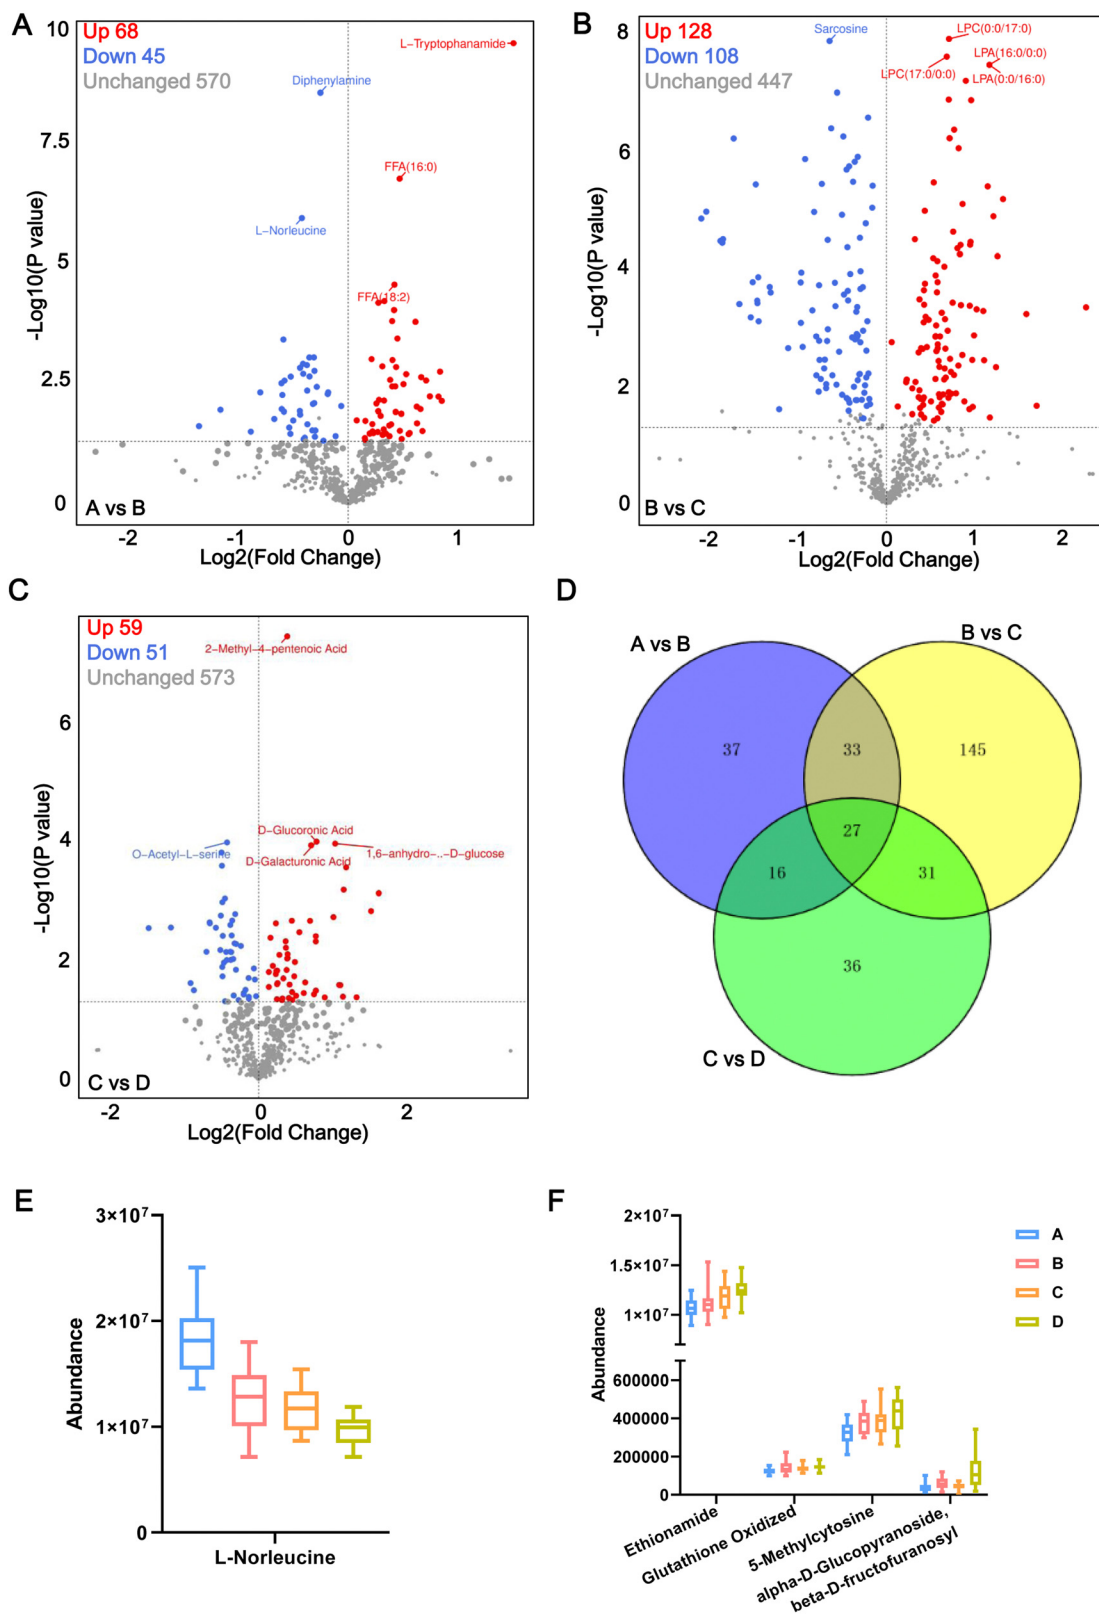 A
Up 68
Down 45
Unchanged 570
L-Tryptophanamide
Diphenylamine
FFA(16:0)
L-Norleucine
FFA(18:2)
10
7.5
5
2.5
0
-Log10(P value)
A vs B
-2 -1 0 1
Log2(Fold Change)
B
Up 128
Down 108
Unchanged 447
Sarcosine
LPC(0:0/17:0)
LPA(16:0/0:0)
LPC(17:0/0:0)
LPA(0:0/16:0)
8
6
4
2
0
-Log10(P value)
B vs C
-2 -1 0 1 2
Log2(Fold Change)
C
Up 59
Down 51
Unchanged 573
2-Methyl-4-pentenoic Acid
D-Glucoronic Acid
O-Acetyl-L-serine
D-Galacturonic Acid
1,6-anhydro-..-D-glucose
6
4
2
0
-Log10(P value)
C vs D
-2 0 2
Log2(Fold Change)
D
A vs B
B vs C
37 33 145
27
16 31
36
C vs D
E
3×10⁷
2×10⁷
1×10⁷
0
Abundance
L-Norleucine
F
2×10⁷
1.5×10⁷
1×10⁷
600000
400000
200000
0
Abundance
Ethionamide
Glutathione Oxidized
5-Methylcytosine
alpha-D-Glucopyranoside,
beta-D-fructofuranosyl
A
B
C
D